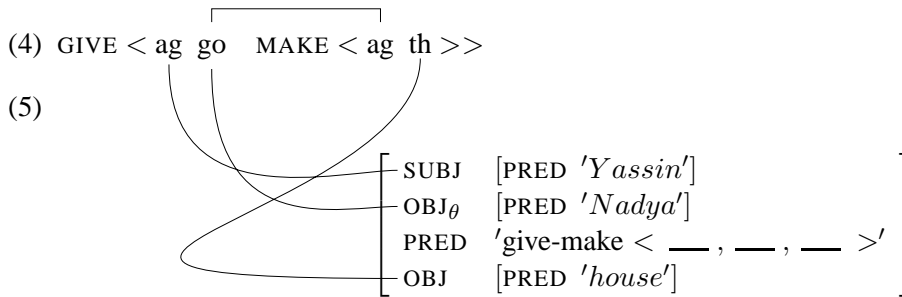 (4) GIVE < ag go MAKE < ag th >>
(5)
SUBJ [PRED 'Yassin']
OBJθ [PRED 'Nadya']
PRED 'give-make < __ , __ , __ >'
OBJ [PRED 'house']